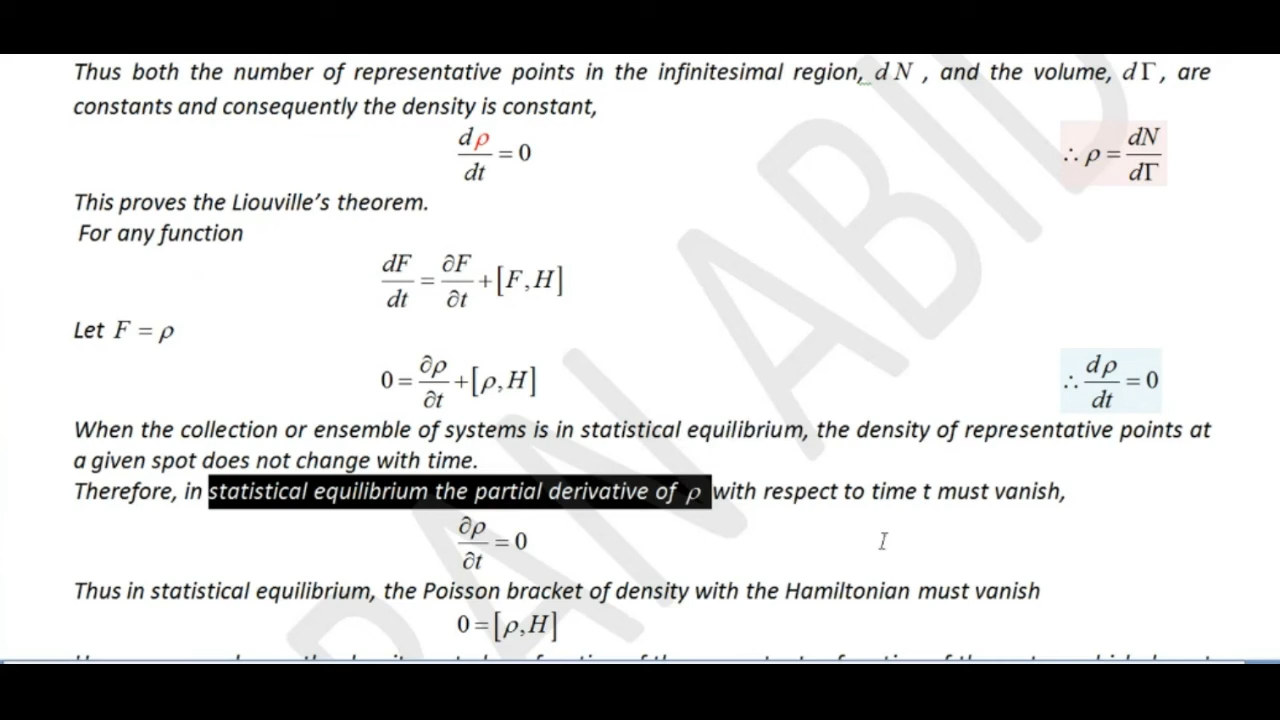 Thus both the number of representative points in the infinitesimal region, dN , and the volume, dΓ , are
constants and consequently the density is constant,
dρ/dt = 0
∴ ρ = dN/dΓ
This proves the Liouville's theorem.
For any function
dF/dt = ∂F/∂t + [F,H]
Let F = ρ
0 = ∂ρ/∂t + [ρ,H]
∴ dρ/dt = 0
When the collection or ensemble of systems is in statistical equilibrium, the density of representative points at
a given spot does not change with time.
Therefore, in statistical equilibrium the partial derivative of ρ with respect to time t must vanish,
∂ρ/∂t = 0
Thus in statistical equilibrium, the Poisson bracket of density with the Hamiltonian must vanish
0 = [ρ,H]
RAN ABID